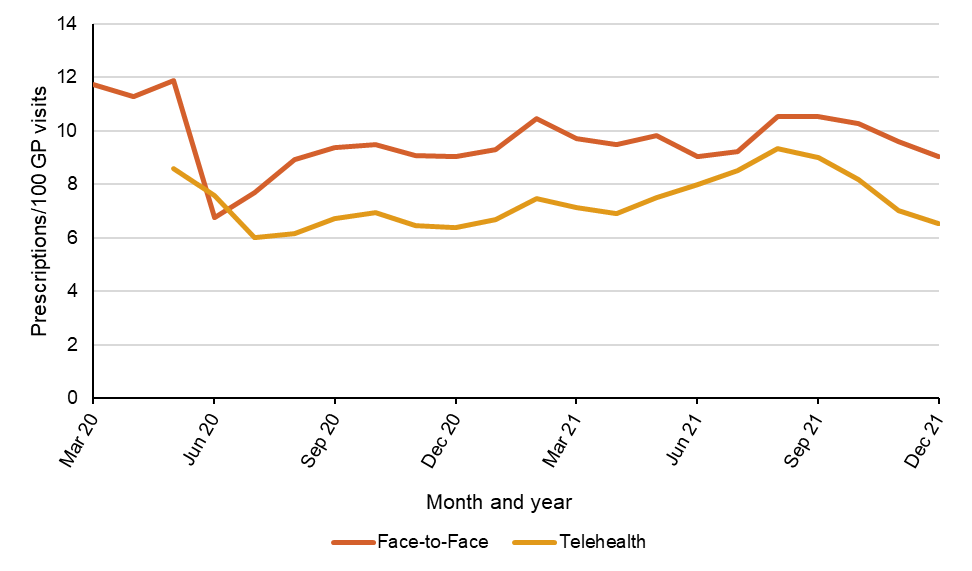 14
12
10
8
6
4
2
0
Prescriptions/100 GP visits
Mar 20
Jun 20
Sep 20
Dec 20
Mar 21
Jun 21
Sep 21
Dec 21
Month and year
Face-to-Face
Telehealth